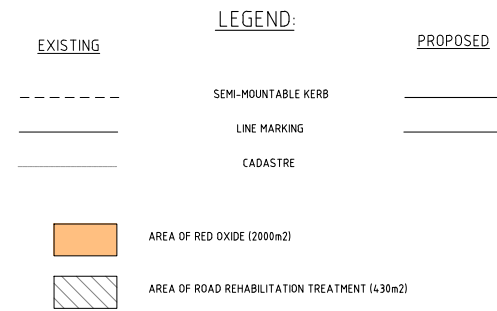 LEGEND:
EXISTING
PROPOSED
SEMI-MOUNTABLE KERB
LINE MARKING
CADASTRE
AREA OF RED OXIDE (2000m2)
AREA OF ROAD REHABILITATION TREATMENT (430m2)